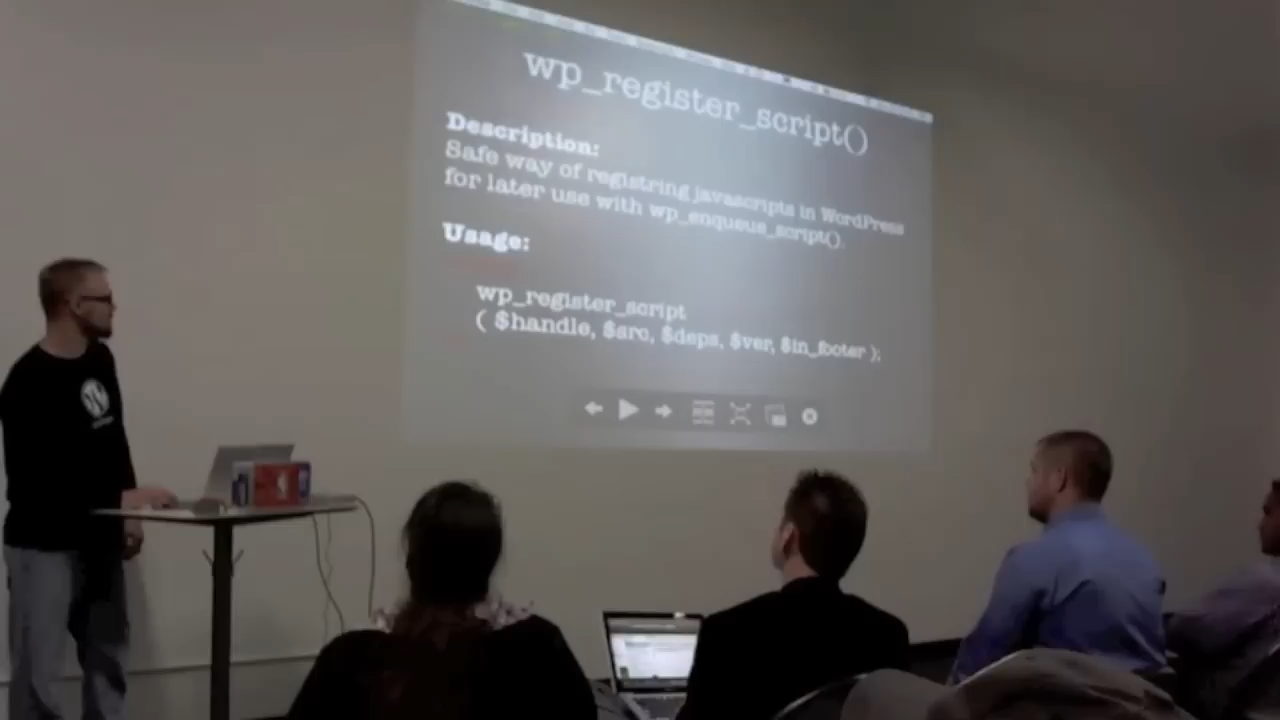 wp_register_script()
Description:
Safe way of registring javascripts in WordPress
for later use with wp_enqueue_script().
Usage:
wp_register_script
( $handle, $src, $deps, $ver, $in_footer );